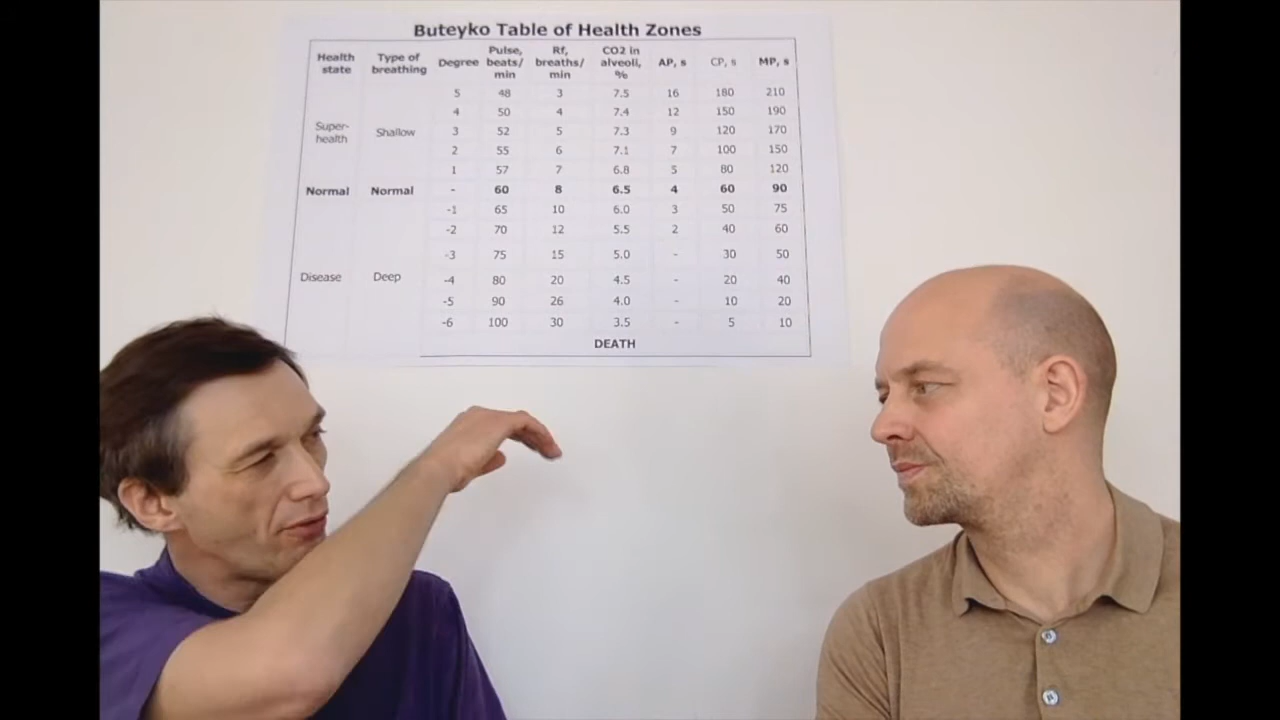 Buteyko Table of Health Zones
Health state Type of breathing Degree Pulse, beats/ min Rf, breaths/ min CO2 in alveoli, % AP, s CP, s MP, s
5 48 3 7.5 16 180 210
4 50 4 7.4 12 150 190
Super- health Shallow 3 52 5 7.3 9 120 170
2 55 6 7.1 7 100 150
1 57 7 6.8 5 80 120
Normal Normal - 60 8 6.5 4 60 90
-1 65 10 6.0 3 50 75
-2 70 12 5.5 2 40 60
-3 75 15 5.0 - 30 50
Disease Deep -4 80 20 4.5 - 20 40
-5 90 26 4.0 - 10 20
-6 100 30 3.5 - 5 10
DEATH